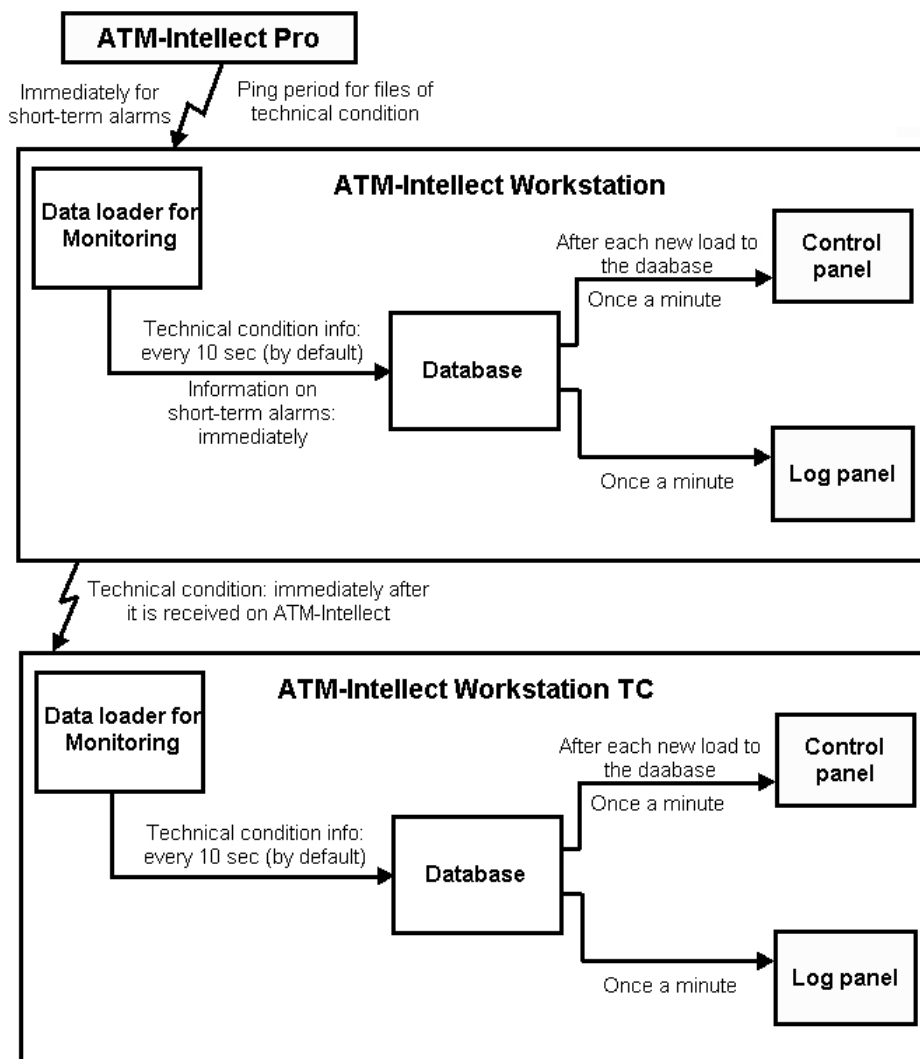 ATM-Intellect Pro
Immediately for
short-term alarms
Ping period for files of
technical condition
ATM-Intellect Workstation
Data loader for
Monitoring
After each new load to
the daabase
Once a minute
Control
panel
Technical condition info:
every 10 sec (by default)
Information on
short-term alarms:
immediately
Database
Once a minute
Log panel
Technical condition: immediately after
it is received on ATM-Intellect
ATM-Intellect Workstation TC
Data loader for
Monitoring
After each new load to
the daabase
Once a minute
Control
panel
Technical condition info:
every 10 sec (by default)
Database
Once a minute
Log panel